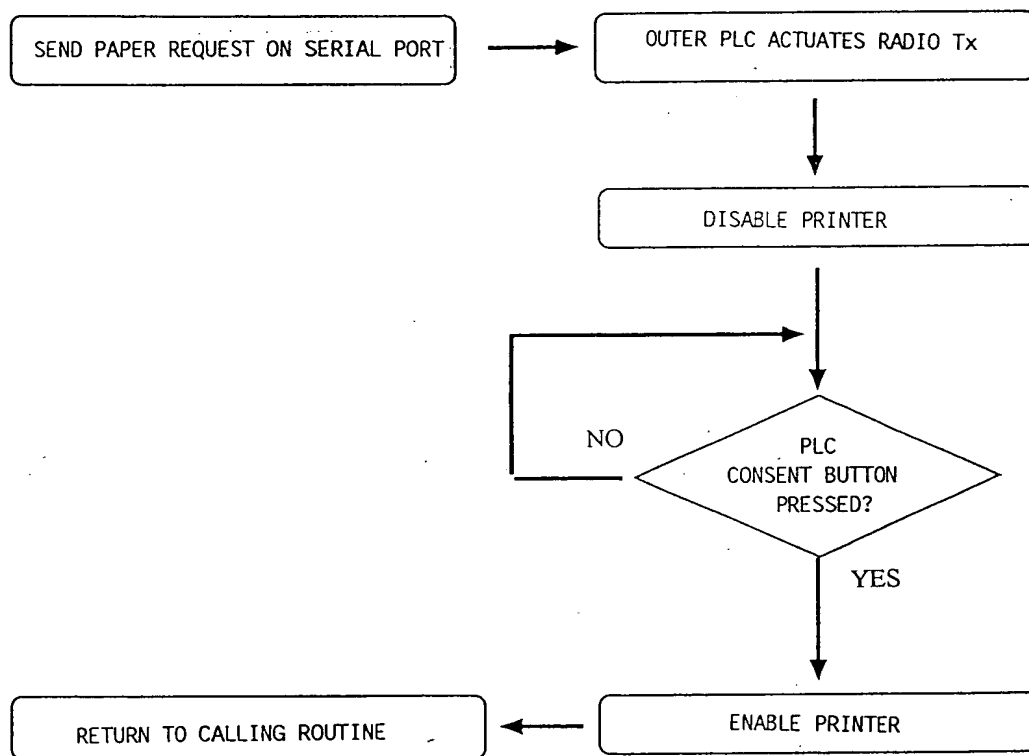 SEND PAPER REQUEST ON SERIAL PORT
OUTER PLC ACTUATES RADIO Tx
DISABLE PRINTER
NO
PLC
CONSENT BUTTON
PRESSED?
YES
ENABLE PRINTER
RETURN TO CALLING ROUTINE